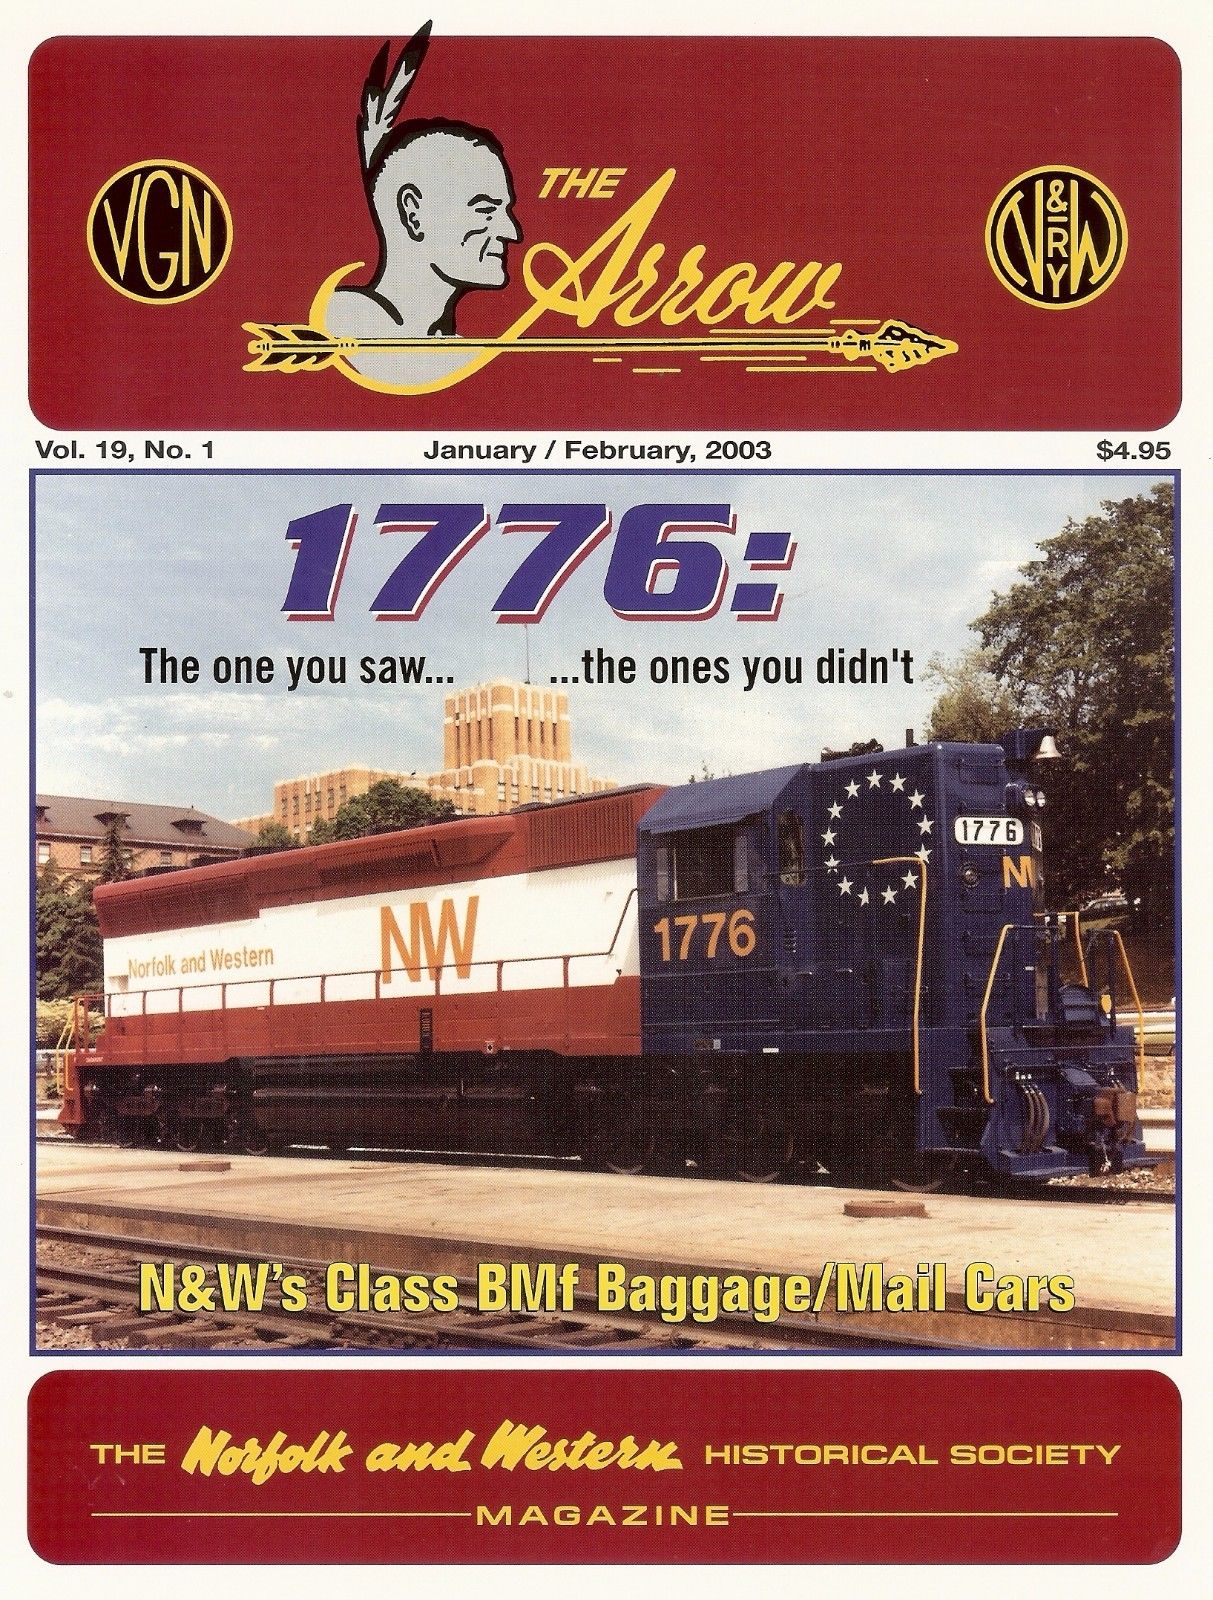 THE
Arrow
VGN
N&W RY
Vol. 19, No. 1 January / February, 2003 $4.95
1776:
The one you saw... ...the ones you didn't
1776
NW
NW
1776
Norfolk and Western
N&W's Class BMf Baggage/Mail Cars
THE Norfolk and Western HISTORICAL SOCIETY
MAGAZINE